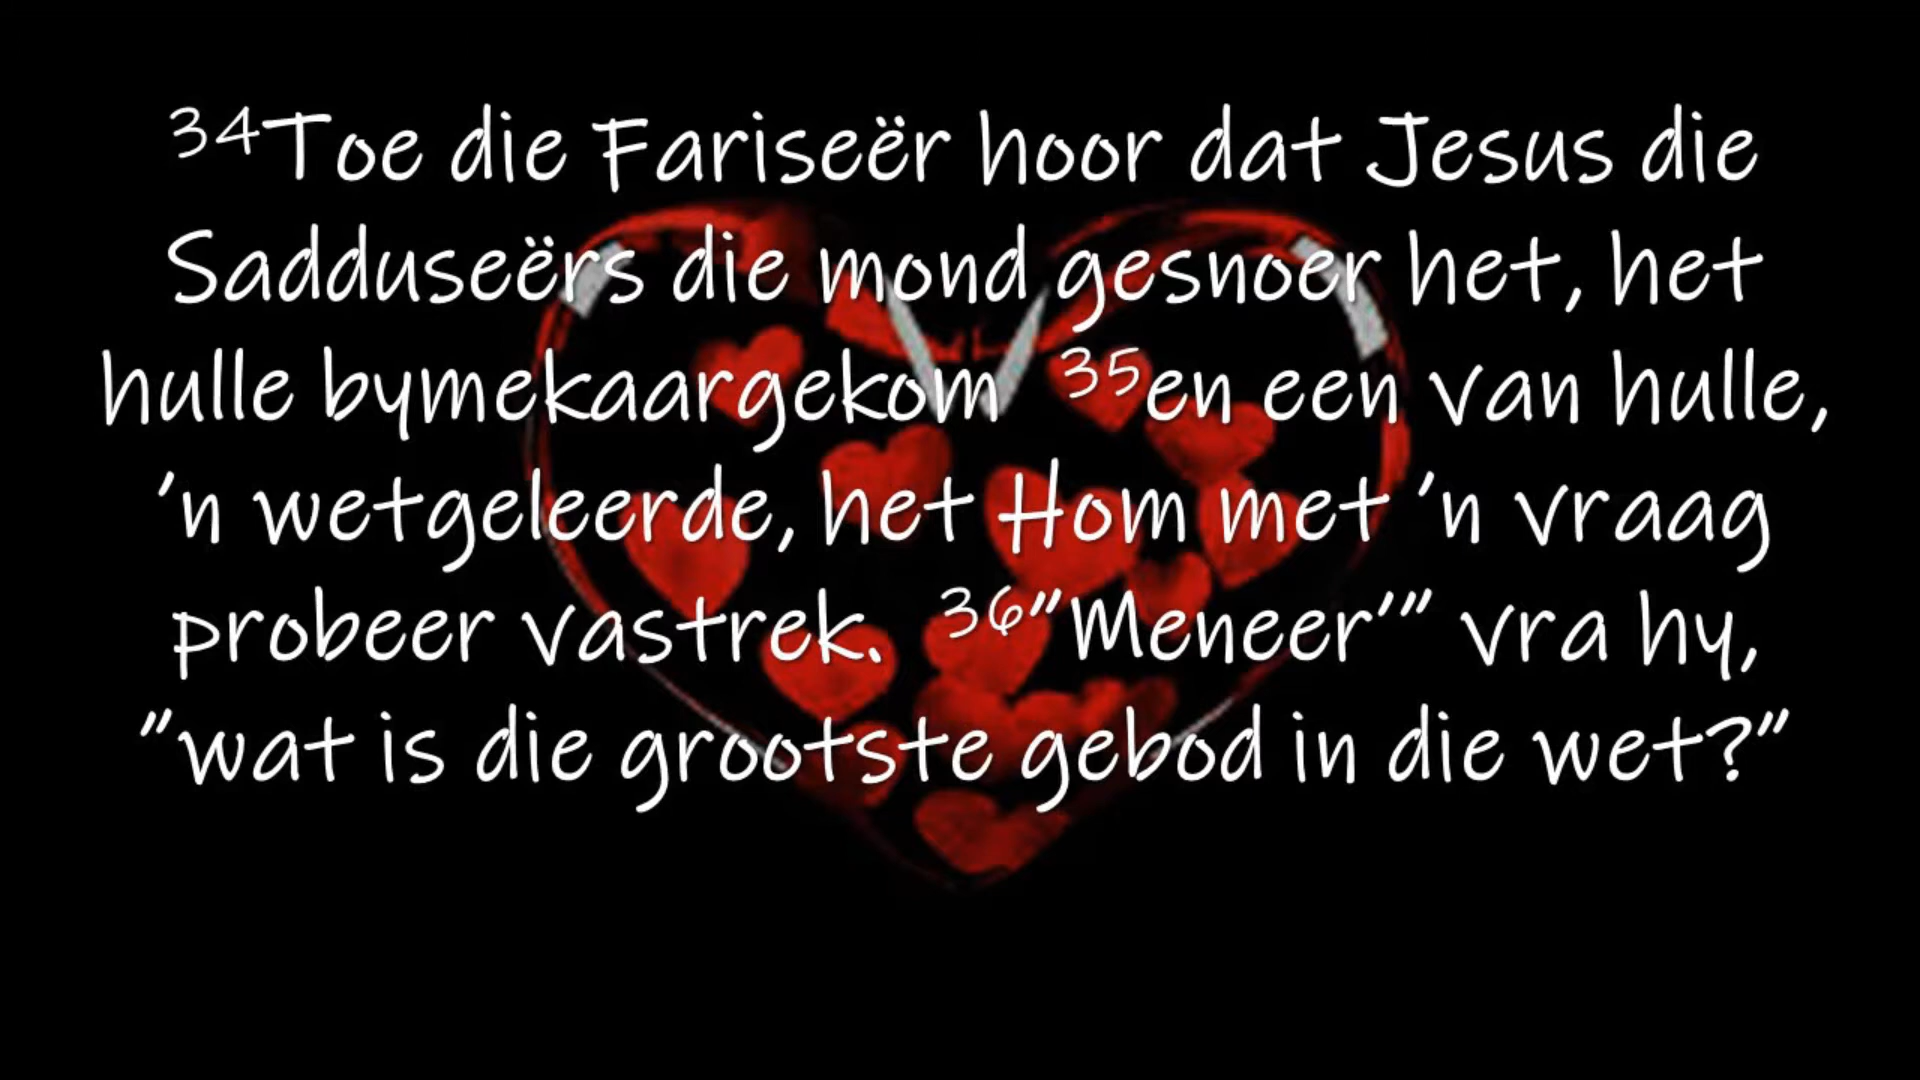 ³⁴Toe die Fariseër hoor dat Jesus die
Sadduseërs die mond gesnoer het, het
hulle bymekaargekom ³⁵en een van hulle,
’n wetgeleerde, het Hom met ’n vraag
probeer vastrek. ³⁶”Meneer’” vra hy,
”wat is die grootste gebod in die wet?”